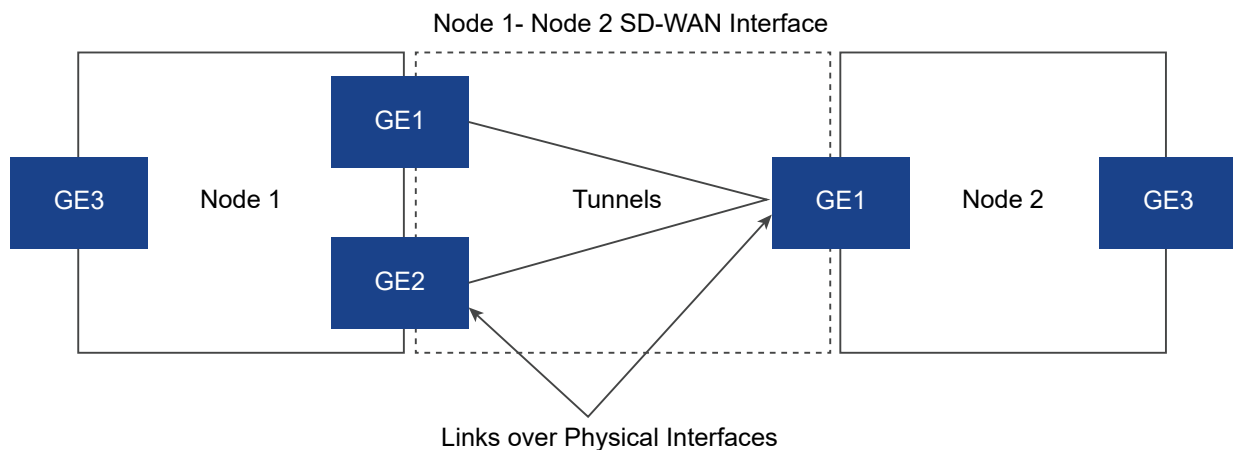 Node 1- Node 2 SD-WAN Interface
GE1
GE3
Node 1
Tunnels
GE1
Node 2
GE3
GE2
Links over Physical Interfaces